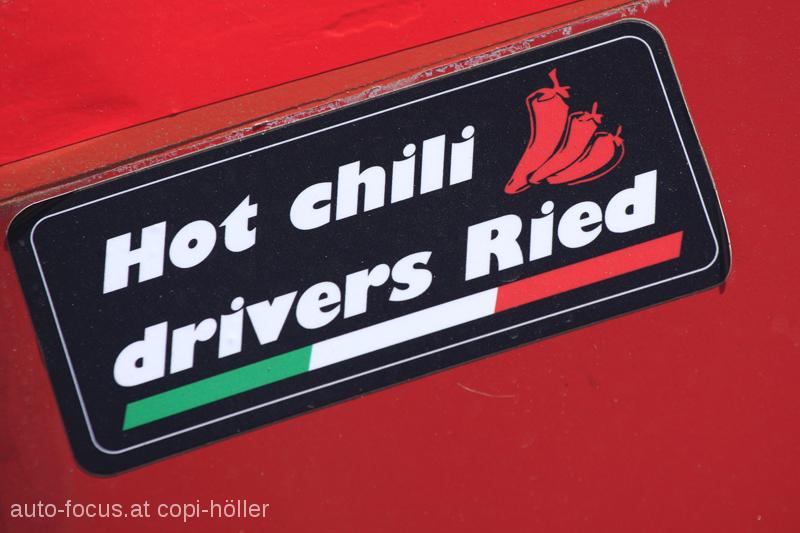 Hot chili
drivers Ried
auto-focus.at copi-höller